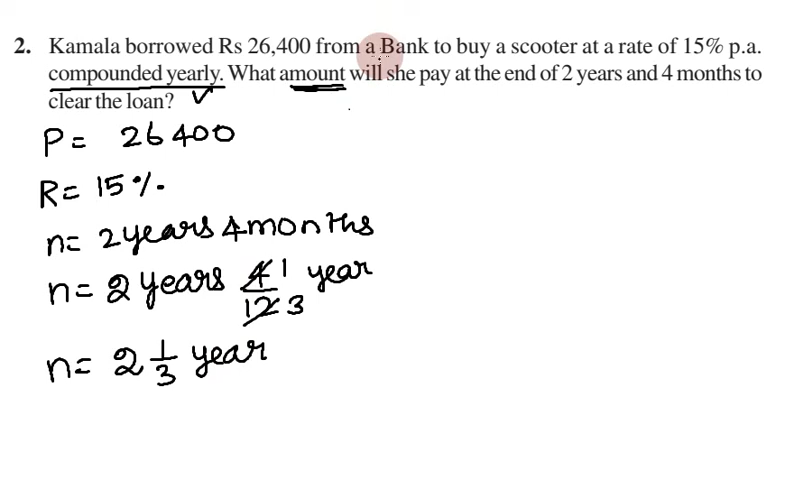 2. Kamala borrowed Rs 26,400 from a Bank to buy a scooter at a rate of 15% p.a.
compounded yearly. What amount will she pay at the end of 2 years and 4 months to
clear the loan? ✓
P = 26400
R = 15 %.
n = 2 years 4 months
n = 2 years 4/12 1/3 year
n = 2 1/3 year